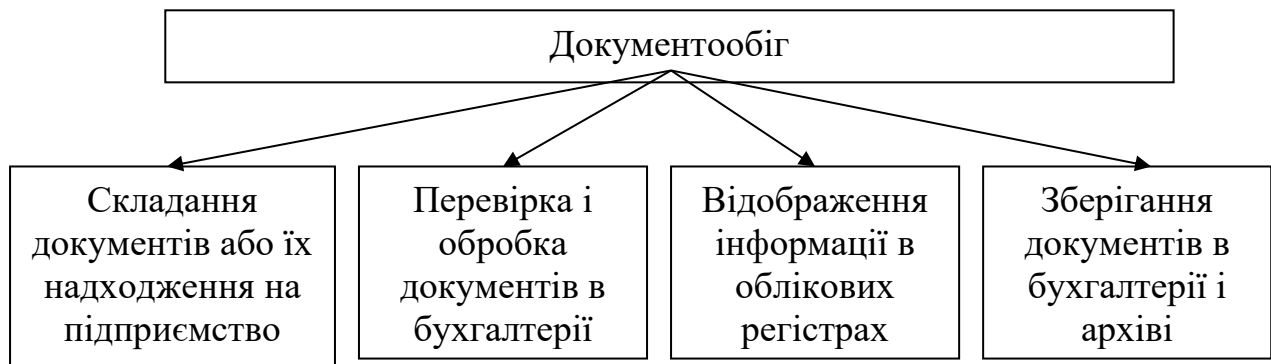 Документообіг
Складання
документів або їх
надходження на
підприємство
Перевірка і
обробка
документів в
бухгалтерії
Відображення
інформації в
облікових
регістрах
Зберігання
документів в
бухгалтерії і
архіві